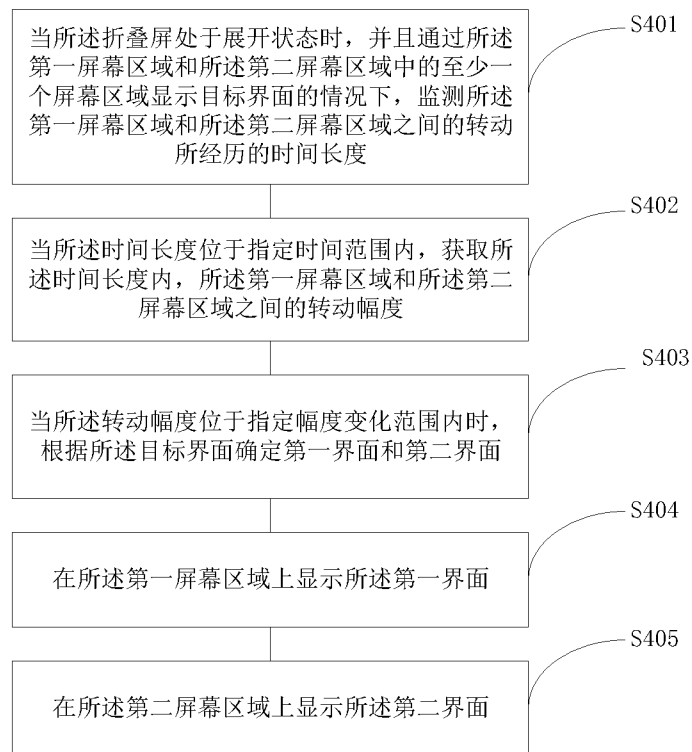 当所述折叠屏处于展开状态时，并且通过所述
第一屏幕区域和所述第二屏幕区域中的至少一
个屏幕区域显示目标界面的情况下，监测所述
第一屏幕区域和所述第二屏幕区域之间的转动
所经历的时间长度
S401
当所述时间长度位于指定时间范围内，获取所
述时间长度内，所述第一屏幕区域和所述第二
屏幕区域之间的转动幅度
S402
当所述转动幅度位于指定幅度变化范围内时，
根据所述目标界面确定第一界面和第二界面
S403
在所述第一屏幕区域上显示所述第一界面
S404
在所述第二屏幕区域上显示所述第二界面
S405